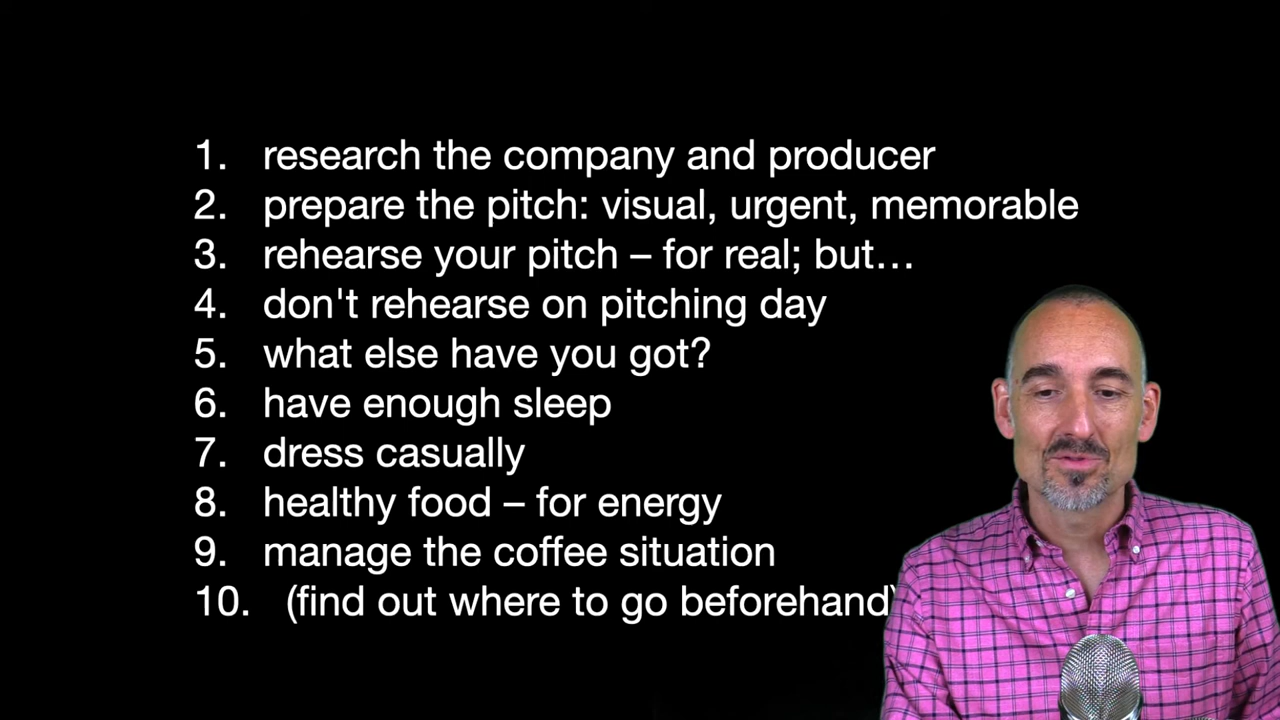 1. research the company and producer
2. prepare the pitch: visual, urgent, memorable
3. rehearse your pitch – for real; but…
4. don't rehearse on pitching day
5. what else have you got?
6. have enough sleep
7. dress casually
8. healthy food – for energy
9. manage the coffee situation
10. (find out where to go beforehand)